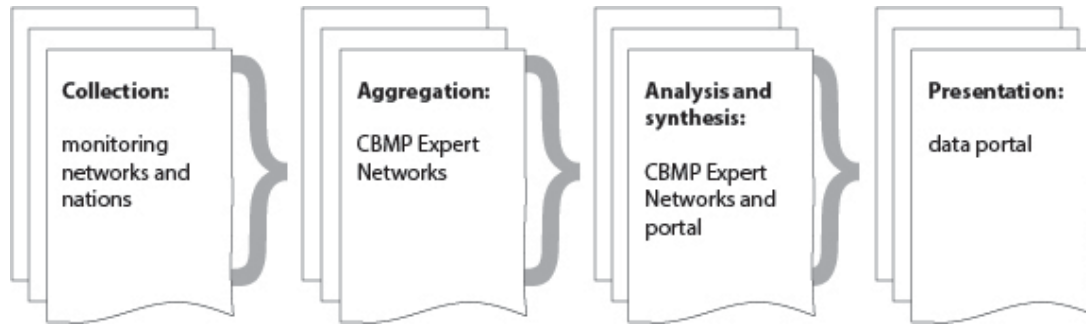 Collection:
monitoring
networks and
nations
Aggregation:
CBMP Expert
Networks
Analysis and
synthesis:
CBMP Expert
Networks and
portal
Presentation:
data portal